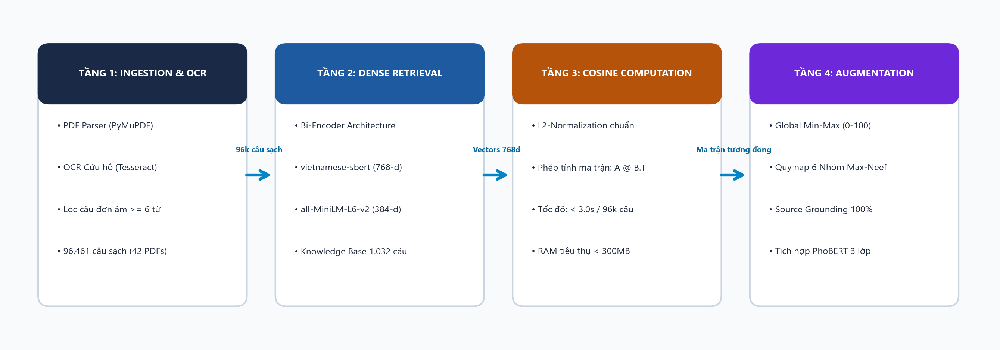 TẦNG 1: INGESTION & OCR
• PDF Parser (PyMuPDF)
• OCR Cứu hộ (Tesseract)
• Lọc câu đơn âm >= 6 từ
• 96.461 câu sạch (42 PDFs)
96k câu sạch
TẦNG 2: DENSE RETRIEVAL
• Bi-Encoder Architecture
• vietnamese-sbert (768-d)
• all-MiniLM-L6-v2 (384-d)
• Knowledge Base 1.032 câu
Vectors 768d
TẦNG 3: COSINE COMPUTATION
• L2-Normalization chuẩn
• Phép tính ma trận: A @ B.T
• Tốc độ: < 3.0s / 96k câu
• RAM tiêu thụ < 300MB
Ma trận tương đồng
TẦNG 4: AUGMENTATION
• Global Min-Max (0-100)
• Quy nạp 6 Nhóm Max-Neef
• Source Grounding 100%
• Tích hợp PhoBERT 3 lớp